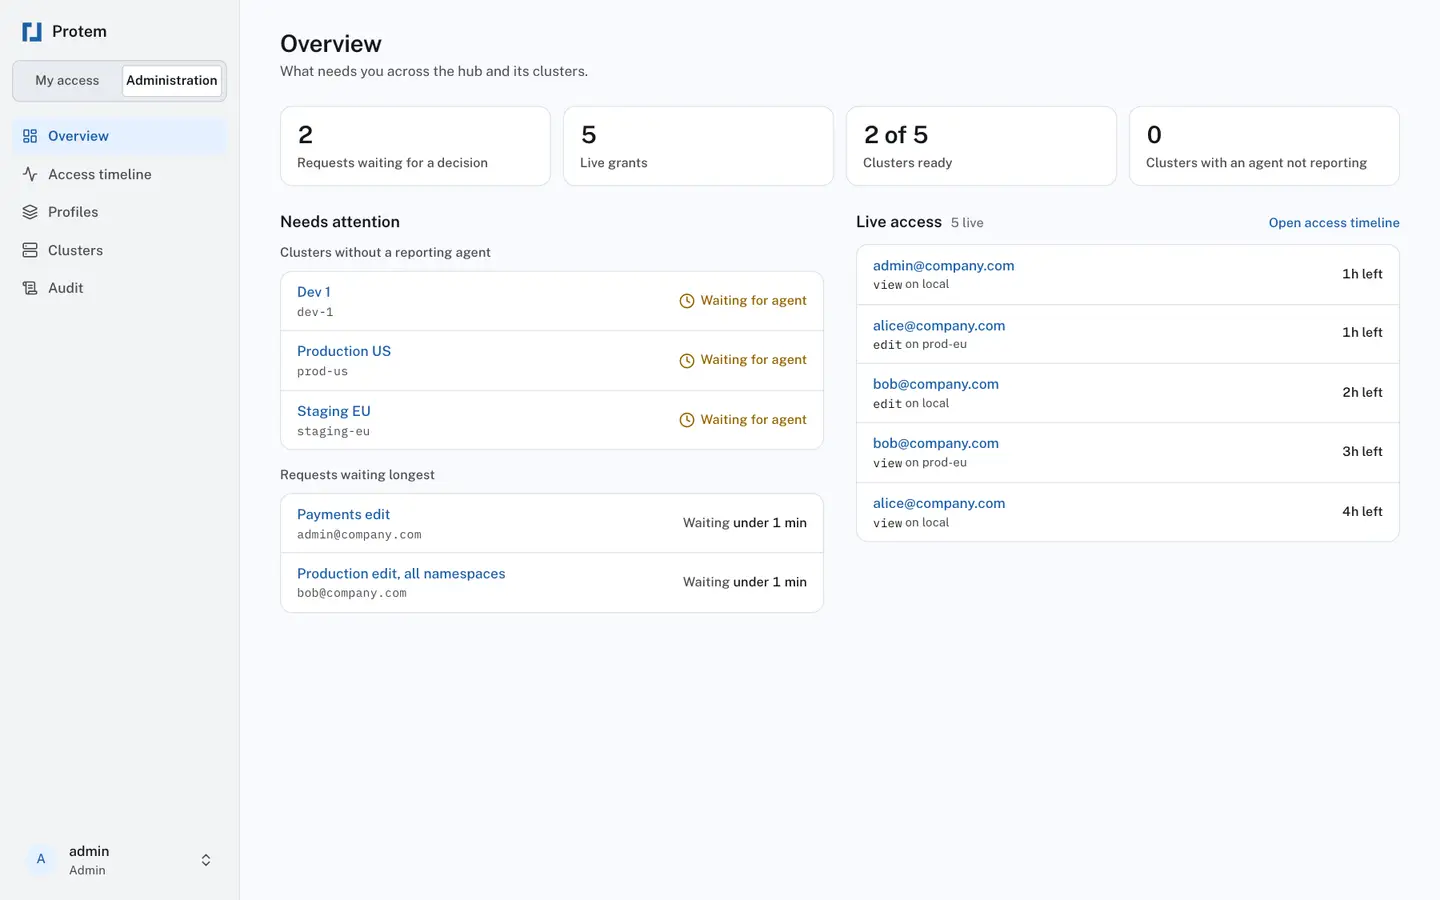 Protem
My access
Administration
Overview
Access timeline
Profiles
Clusters
Audit
A
admin
Admin
Overview
What needs you across the hub and its clusters.
2
Requests waiting for a decision
5
Live grants
2 of 5
Clusters ready
0
Clusters with an agent not reporting
Needs attention
Clusters without a reporting agent
Dev 1
dev-1
Waiting for agent
Production US
prod-us
Waiting for agent
Staging EU
staging-eu
Waiting for agent
Requests waiting longest
Payments edit
admin@company.com
Waiting under 1 min
Production edit, all namespaces
bob@company.com
Waiting under 1 min
Live access 5 live
Open access timeline
admin@company.com
view on local
1h left
alice@company.com
edit on prod-eu
1h left
bob@company.com
edit on local
2h left
bob@company.com
view on prod-eu
3h left
alice@company.com
view on local
4h left